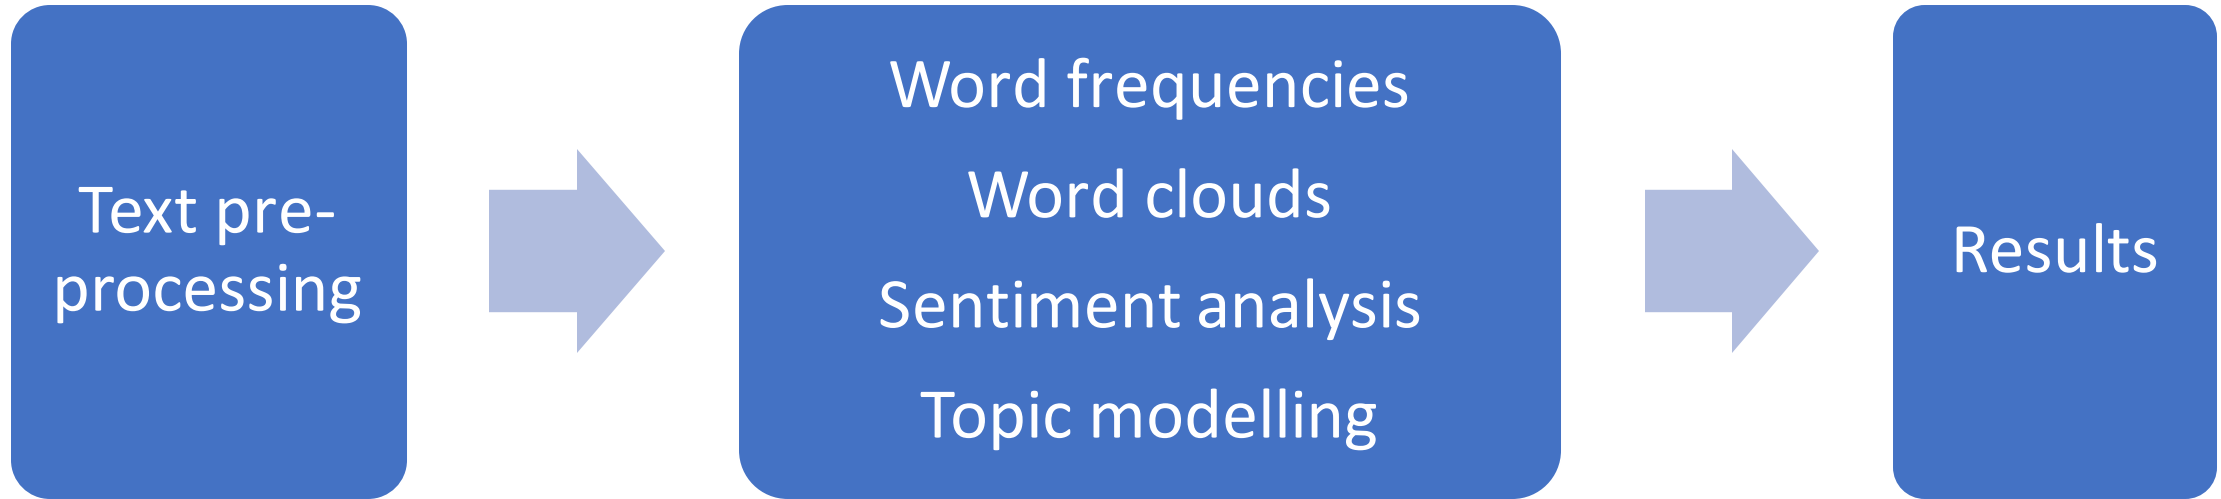 Text pre-
processing
Word frequencies
Word clouds
Sentiment analysis
Topic modelling
Results